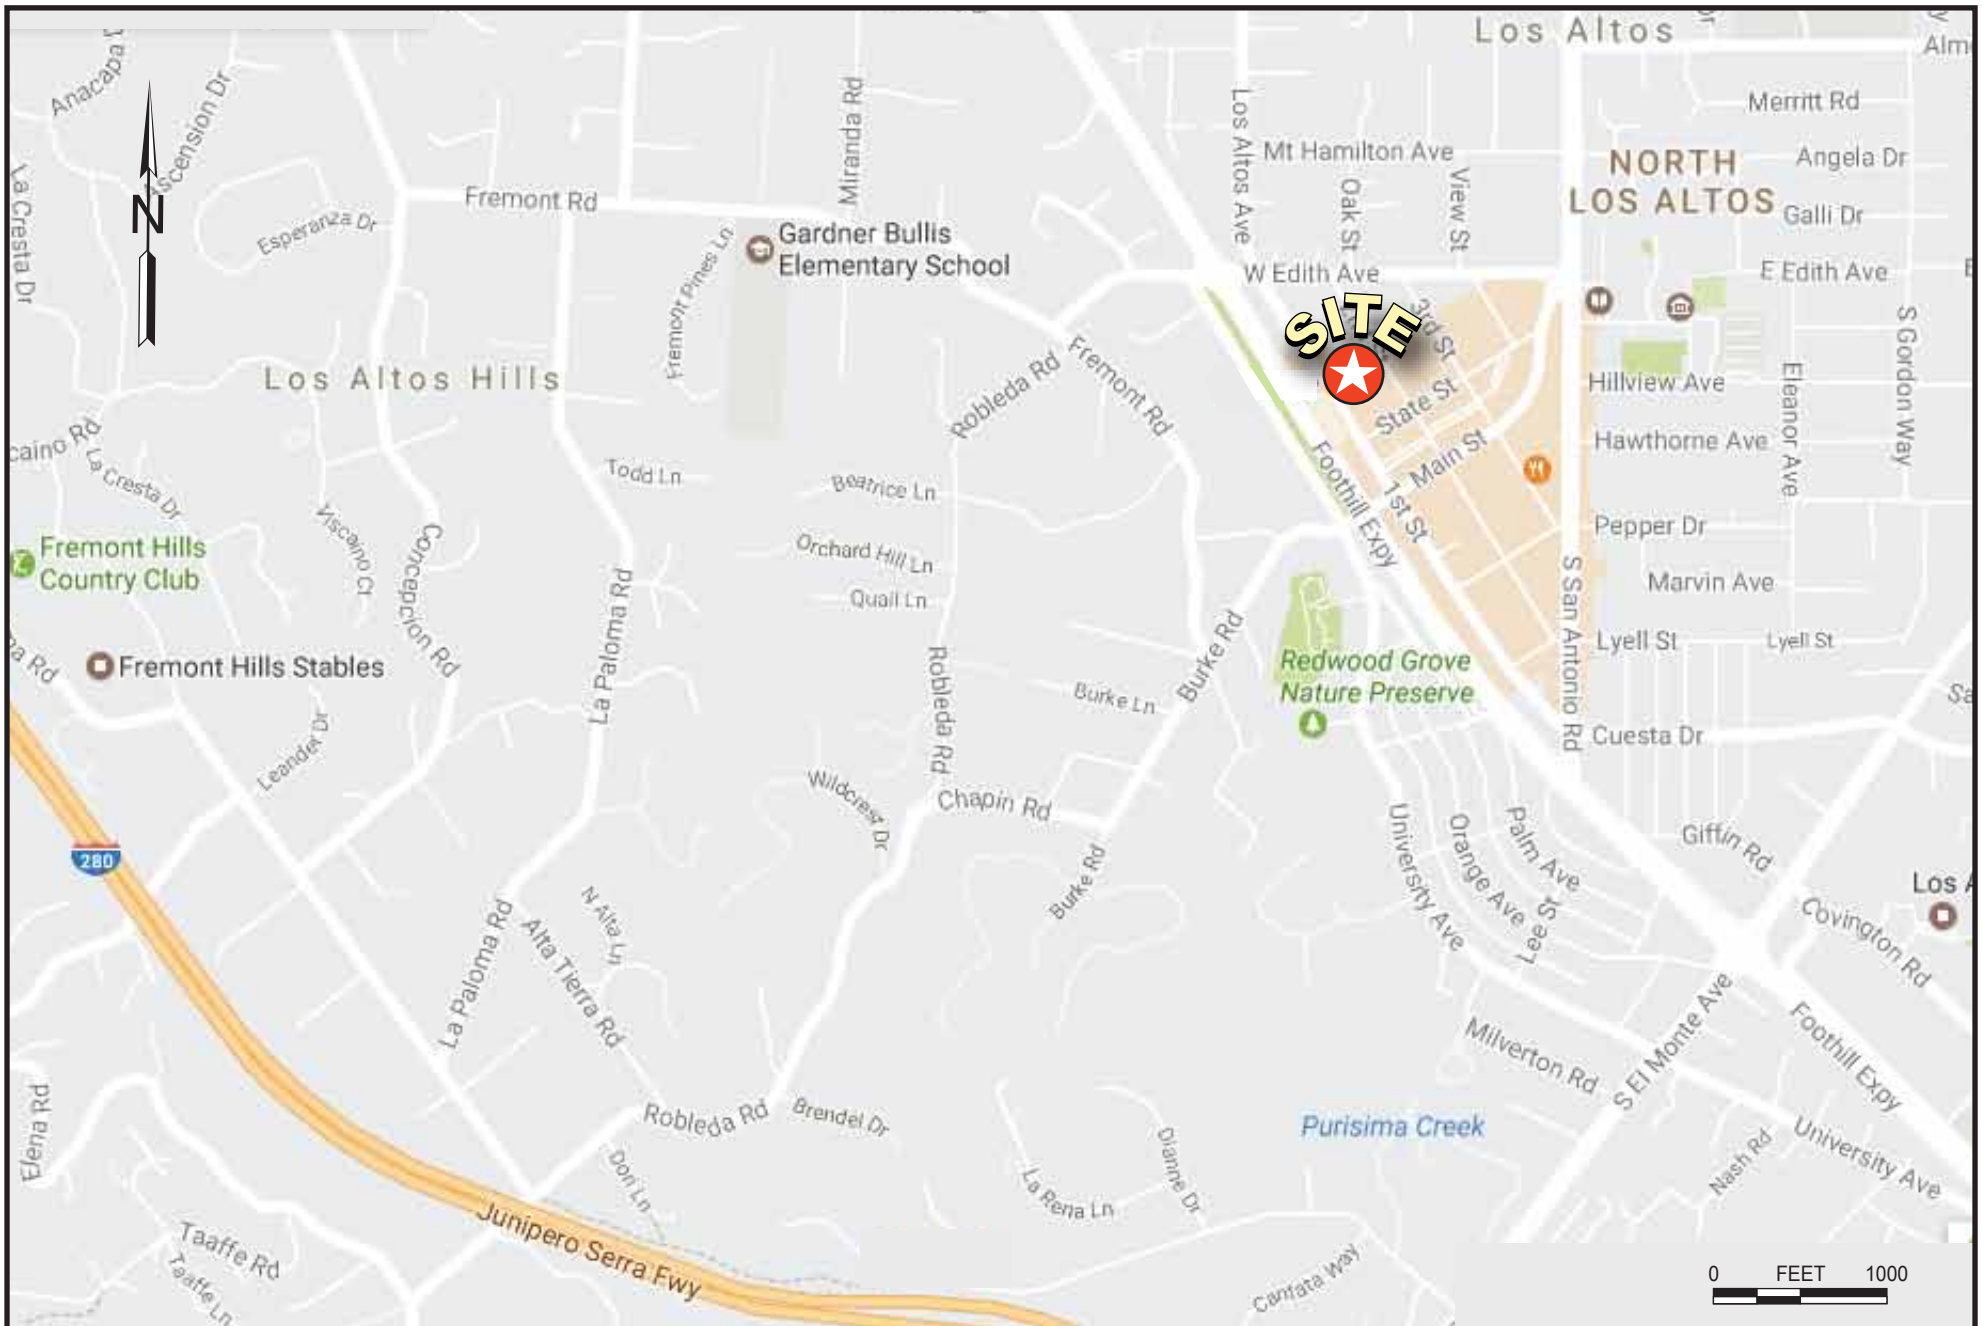 Los Altos
Alm
Anacapa
Ascension Dr
Miranda Rd
Los Altos Ave
Merritt Rd
Mt Hamilton Ave
View St
Oak St
NORTH
LOS ALTOS
Angela Dr
Galli Dr
La Cresta Dr
N
Fremont Rd
Esperanza Dr
Fremont Pines Ln
Gardner Bullis
Elementary School
W Edith Ave
E Edith Ave
SITE
3rd St
S Gordon Way
Los Altos Hills
Robleda Rd
Fremont Rd
State St
Hillview Ave
Eleanor Ave
Main St
Hawthorne Ave
caino Rd
La Cresta Dr
Todd Ln
Beatrice Ln
Foothill Expy
1st St
Viscaino Ct
Concepcion Rd
Orchard Hill Ln
Pepper Dr
Fremont Hills
Country Club
Quail Ln
Marvin Ave
S San Antonio Rd
La Paloma Rd
Burke Rd
Lyell St
Lyell St
na Rd
Fremont Hills Stables
Robleda Rd
Redwood Grove
Nature Preserve
Burke Ln
Sa
Leander Dr
Cuesta Dr
Wildcrest Dr
Chapin Rd
280
University Ave
Orange Ave
Palm Ave
Giffin Rd
Burke Rd
Lee St
Los A
N Alta Ln
Covington Rd
La Paloma Rd
Alta Tierra Rd
Milverton Rd
S El Monte Ave
Foothill Expy
Elena Rd
Robleda Rd
Brendel Dr
Purisima Creek
Dianne Dr
Nash Rd
University Ave
Don Ln
La Rena Ln
Junipero Serra Fwy
Taaffe Rd
Taaffe Ln
Cantata Way
0 FEET 1000